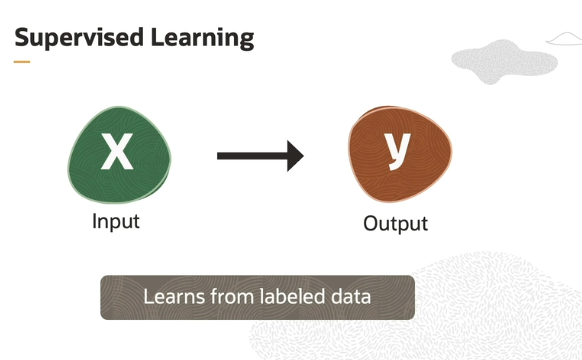 Supervised Learning
X
y
Input
Output
Learns from labeled data